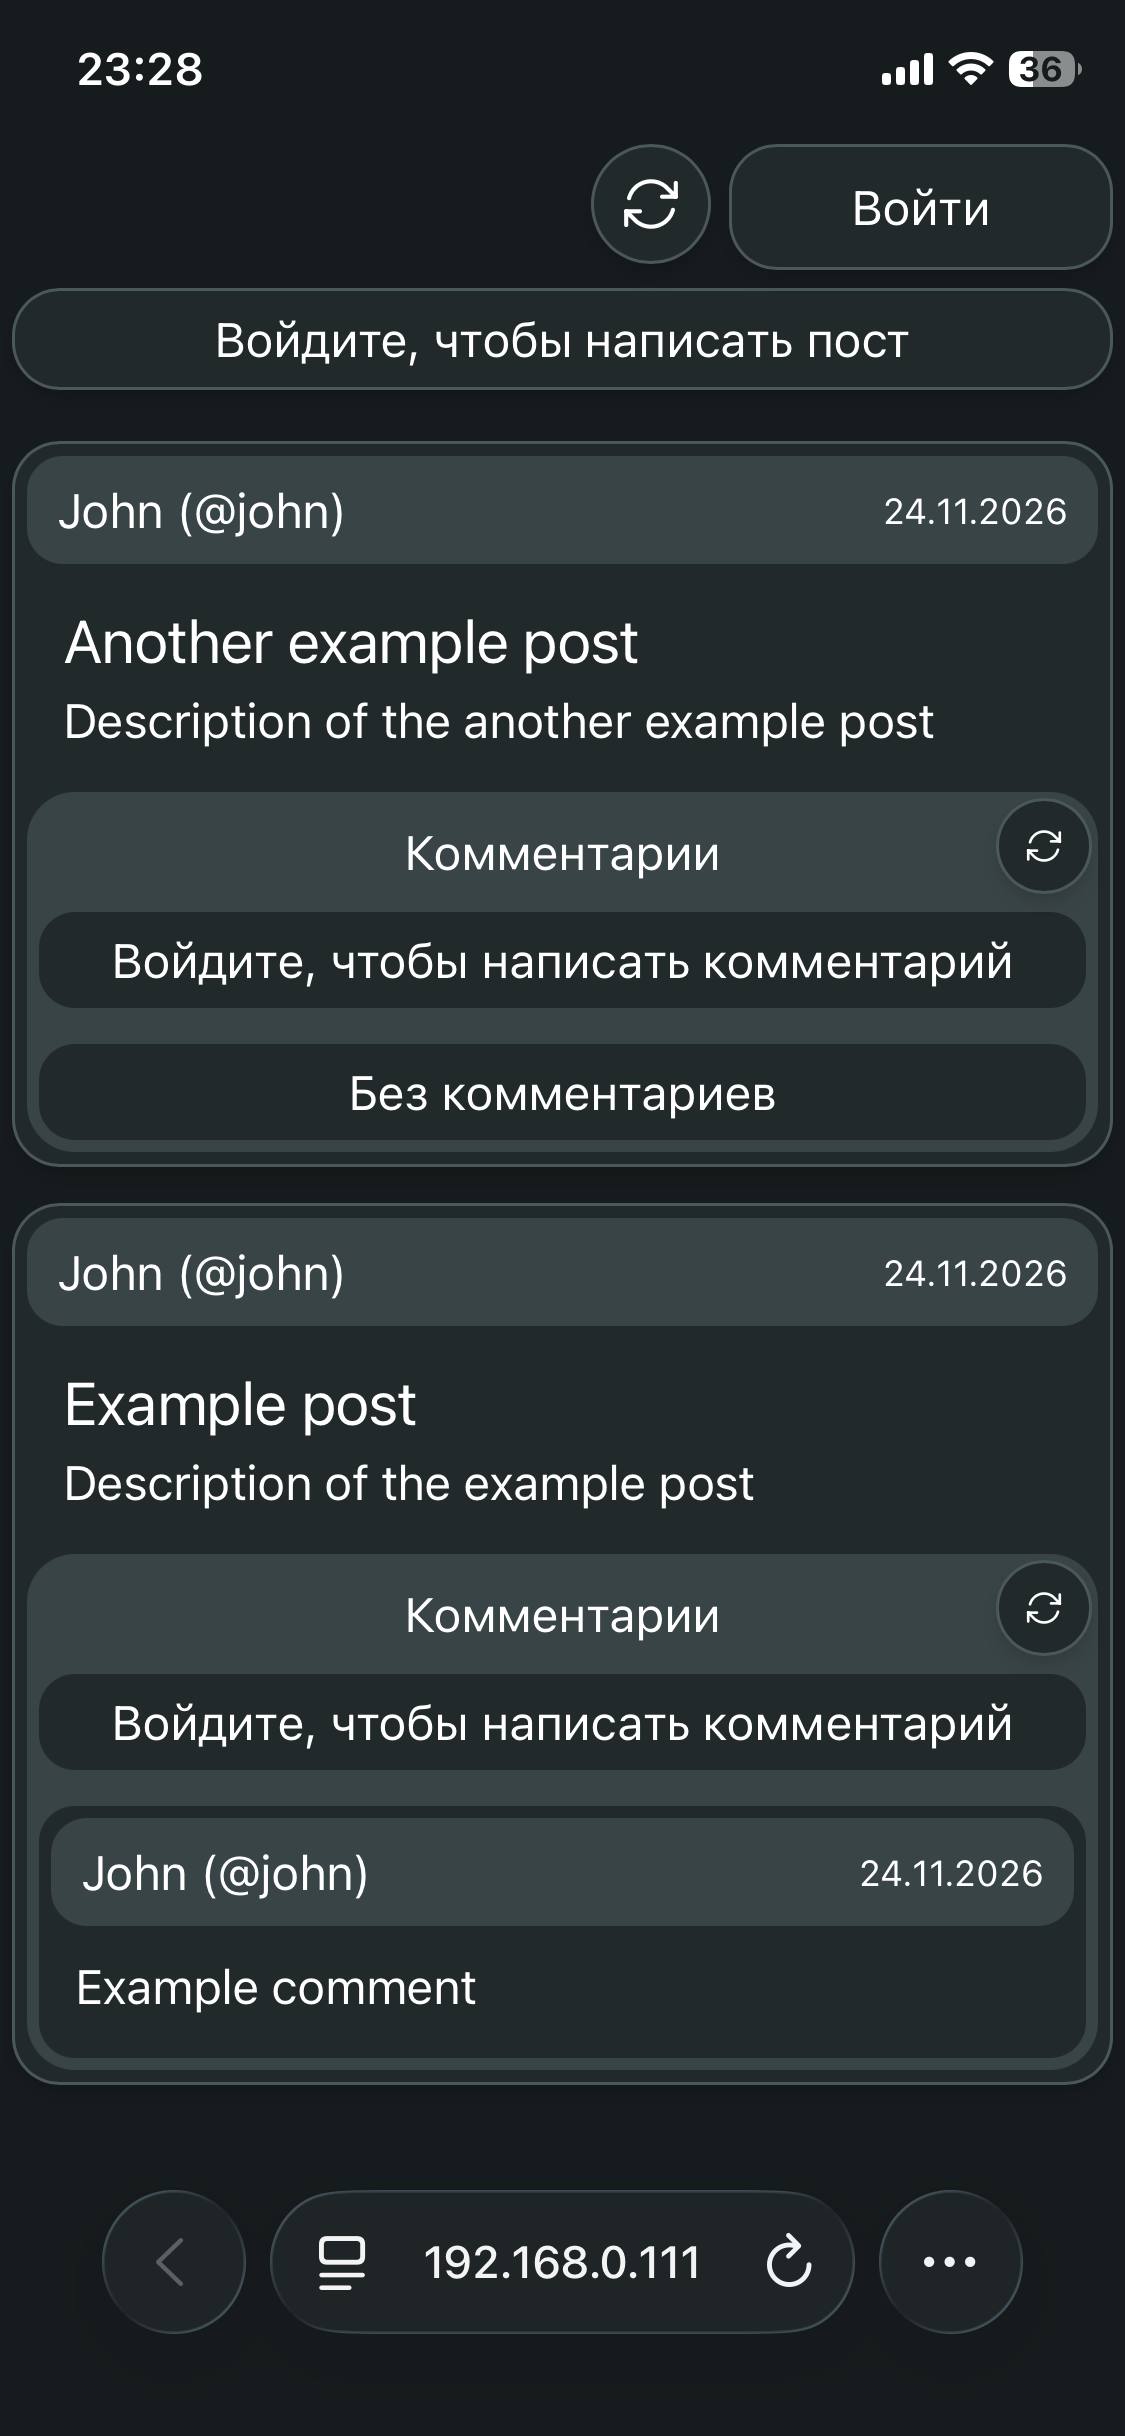 23:28
36
Войти
Войдите, чтобы написать пост
John (@john)
24.11.2026
Another example post
Description of the another example post
Комментарии
Войдите, чтобы написать комментарий
Без комментариев
John (@john)
24.11.2026
Example post
Description of the example post
Комментарии
Войдите, чтобы написать комментарий
John (@john)
24.11.2026
Example comment
192.168.0.111